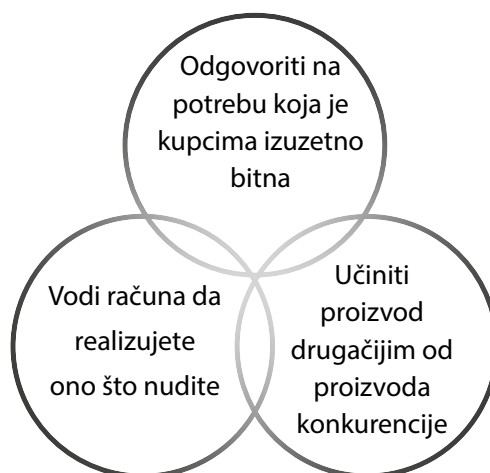 Odgovoriti na
potrebu koja je
kupcima izuzetno
bitna
Vodi računa da
realizujete
ono što nudite
Učiniti
proizvod
drugačijim od
proizvoda
konkurencije